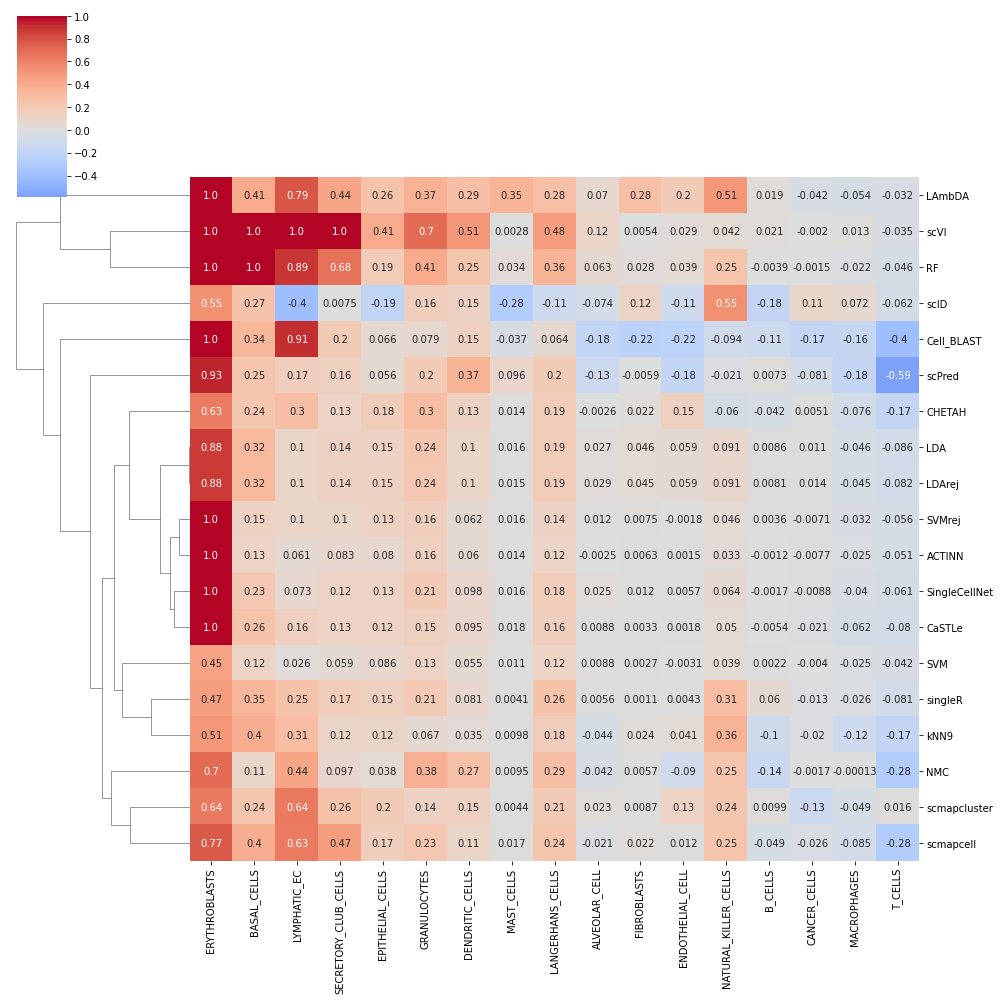 1.0
0.8
0.6
0.4
0.2
0.0
−0.2
−0.4
1.0 0.41 0.79 0.44 0.26 0.37 0.29 0.35 0.28 0.07 0.28 0.2 0.51 0.019 -0.042 -0.054 -0.032 LAmbDA
1.0 1.0 1.0 1.0 0.41 0.7 0.51 0.0028 0.48 0.12 0.0054 0.029 0.042 0.021 -0.002 0.013 -0.035 scVI
1.0 1.0 0.89 0.68 0.19 0.41 0.25 0.034 0.36 0.063 0.028 0.039 0.25 -0.0039 -0.0015 -0.022 -0.046 RF
0.55 0.27 -0.4 0.0075 -0.19 0.16 0.15 -0.28 -0.11 -0.074 0.12 -0.11 0.55 -0.18 0.11 0.072 -0.062 scID
1.0 0.34 0.91 0.2 0.066 0.079 0.15 -0.037 0.064 -0.18 -0.22 -0.22 -0.094 -0.11 -0.17 -0.16 -0.4 Cell_BLAST
0.93 0.25 0.17 0.16 0.056 0.2 0.37 0.096 0.2 -0.13 -0.0059 -0.18 -0.021 0.0073 -0.081 -0.18 -0.59 scPred
0.63 0.24 0.3 0.13 0.18 0.3 0.13 0.014 0.19 -0.0026 0.022 0.15 -0.06 -0.042 0.0051 -0.076 -0.17 CHETAH
0.88 0.32 0.1 0.14 0.15 0.24 0.1 0.016 0.19 0.027 0.046 0.059 0.091 0.0086 0.011 -0.046 -0.086 LDA
0.88 0.32 0.1 0.14 0.15 0.24 0.1 0.015 0.19 0.029 0.045 0.059 0.091 0.0081 0.014 -0.045 -0.082 LDArej
1.0 0.15 0.1 0.1 0.13 0.16 0.062 0.016 0.14 0.012 0.0075 -0.0018 0.046 0.0036 -0.0071 -0.032 -0.056 SVMrej
1.0 0.13 0.061 0.083 0.08 0.16 0.06 0.014 0.12 -0.0025 0.0063 0.0015 0.033 -0.0012 -0.0077 -0.025 -0.051 ACTINN
1.0 0.23 0.073 0.12 0.13 0.21 0.098 0.016 0.18 0.025 0.012 0.0057 0.064 -0.0017 -0.0088 -0.04 -0.061 SingleCellNet
1.0 0.26 0.16 0.13 0.12 0.15 0.095 0.018 0.16 0.0088 0.0033 0.0018 0.05 -0.0054 -0.021 -0.062 -0.08 CaSTLe
0.45 0.12 0.026 0.059 0.086 0.13 0.055 0.011 0.12 0.0088 0.0027 -0.0031 0.039 0.0022 -0.004 -0.025 -0.042 SVM
0.47 0.35 0.25 0.17 0.15 0.21 0.081 0.0041 0.26 0.0056 0.0011 0.0043 0.31 0.06 -0.013 -0.026 -0.081 singleR
0.51 0.4 0.31 0.12 0.12 0.067 0.035 0.0098 0.18 -0.044 0.024 0.041 0.36 -0.1 -0.017 -0.12 -0.17 kNN9
0.7 0.11 0.44 0.097 0.038 0.38 0.27 0.0095 0.29 -0.042 0.0057 -0.09 0.25 -0.14 -0.0017 -0.00013 -0.28 NMC
0.64 0.24 0.64 0.26 0.2 0.14 0.15 0.0044 0.21 0.023 0.0087 0.13 0.24 0.0099 -0.13 -0.049 0.016 scmapcluster
0.77 0.4 0.63 0.47 0.17 0.23 0.11 0.017 0.24 -0.021 0.022 0.012 0.25 -0.049 -0.026 -0.085 -0.28 scmapcell
ERYTHROBLASTS
BASAL_CELLS
LYMPHATIC_EC
SECRETORY_CLUB_CELLS
EPITHELIAL_CELLS
GRANULOCYTES
DENDRITIC_CELLS
MAST_CELLS
LANGERHANS_CELLS
ALVEOLAR_CELL
FIBROBLASTS
ENDOTHELIAL_CELL
NATURAL_KILLER_CELLS
B_CELLS
CANCER_CELLS
MACROPHAGES
T_CELLS